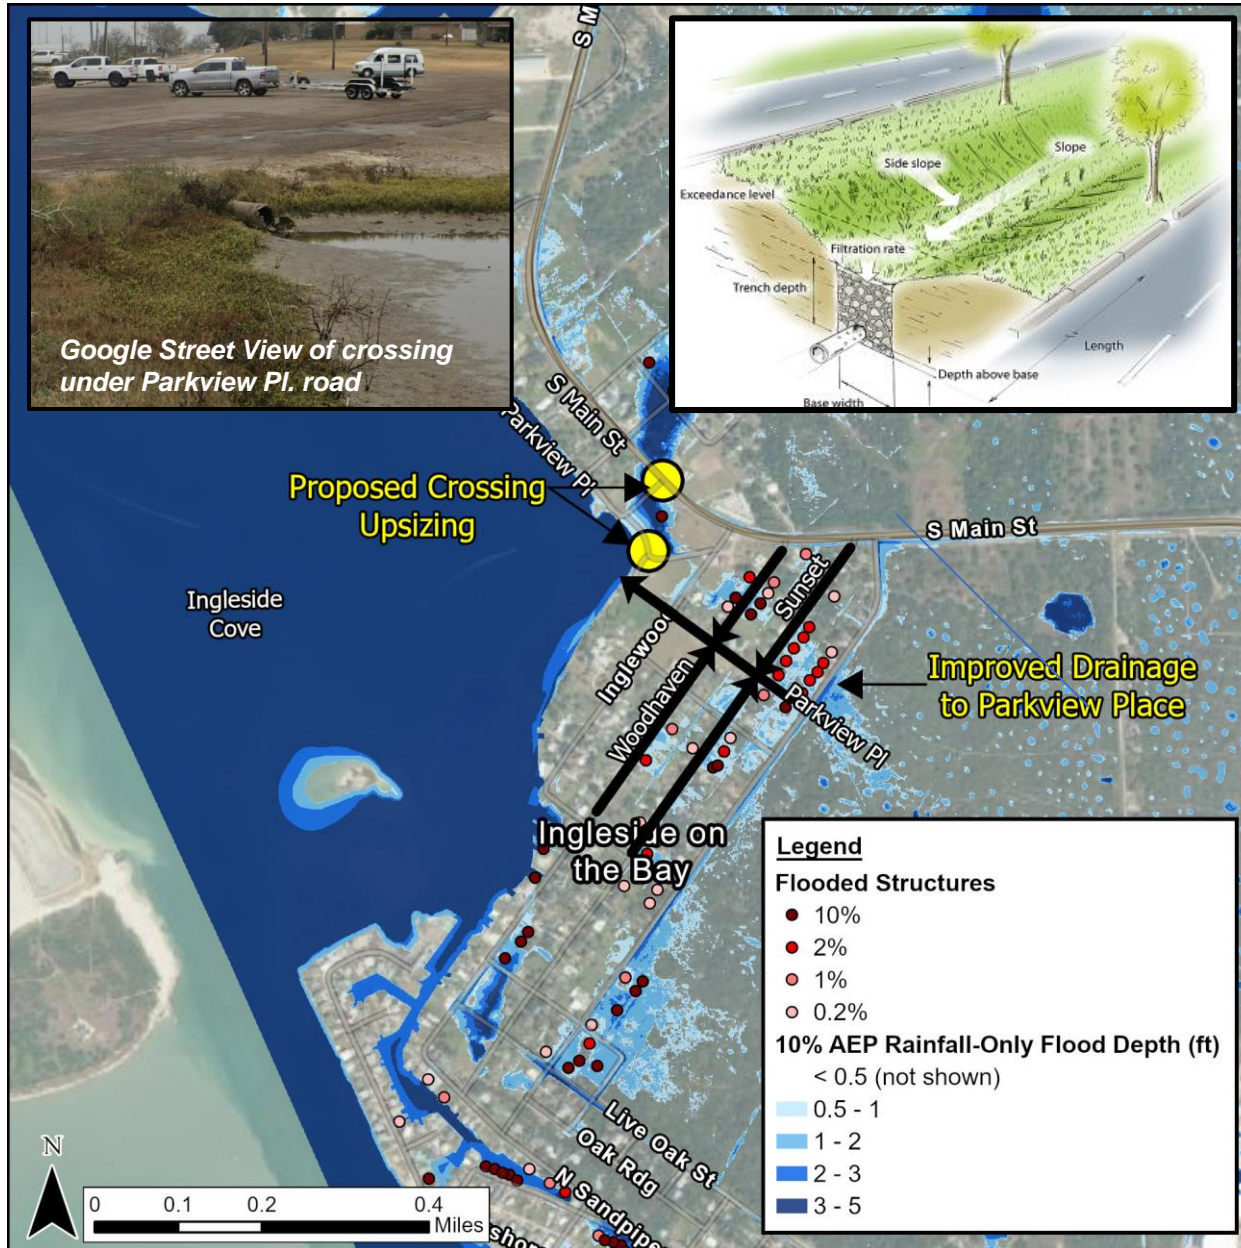 S M
Google Street View of crossing
under Parkview Pl. road
Slope
Side slope
Exceedance level
Filtration rate
Trench depth
Length
Depth above base
Base width
S Main St
Parkview Pl
Proposed Crossing
Upsizing
S Main St
Ingleside
Cove
Sunset
Inglewood
Woodhaven
Parkview Pl
Improved Drainage
to Parkview Place
Ingleside on
the Bay
Live Oak St
Oak Rdg
N Sandpipe
shor
N
0 0.1 0.2 0.4
Miles
Legend
Flooded Structures
10%
2%
1%
0.2%
10% AEP Rainfall-Only Flood Depth (ft)
< 0.5 (not shown)
0.5 - 1
1 - 2
2 - 3
3 - 5